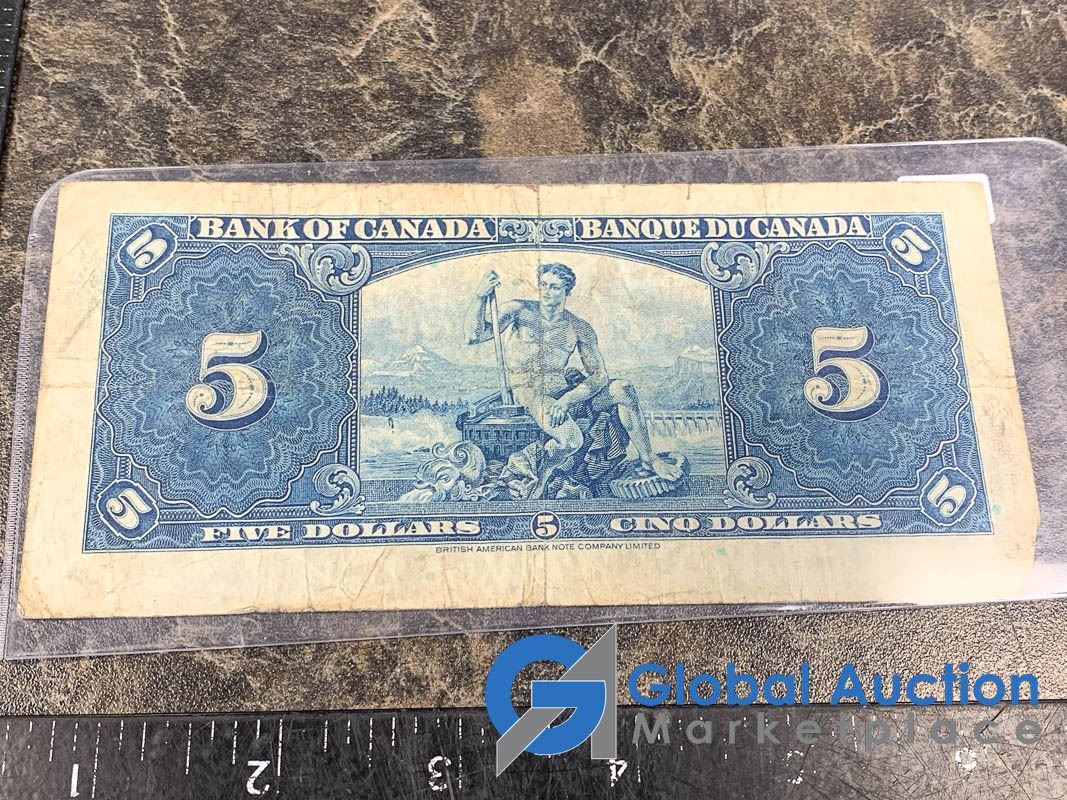 BANK OF CANADA BANQUE DU CANADA
5 5
5 5
5 5
FIVE DOLLARS 5 CINQ DOLLARS
BRITISH AMERICAN BANK NOTE COMPANY LIMITED
Global Auction
Marketplace
1 2 3 4